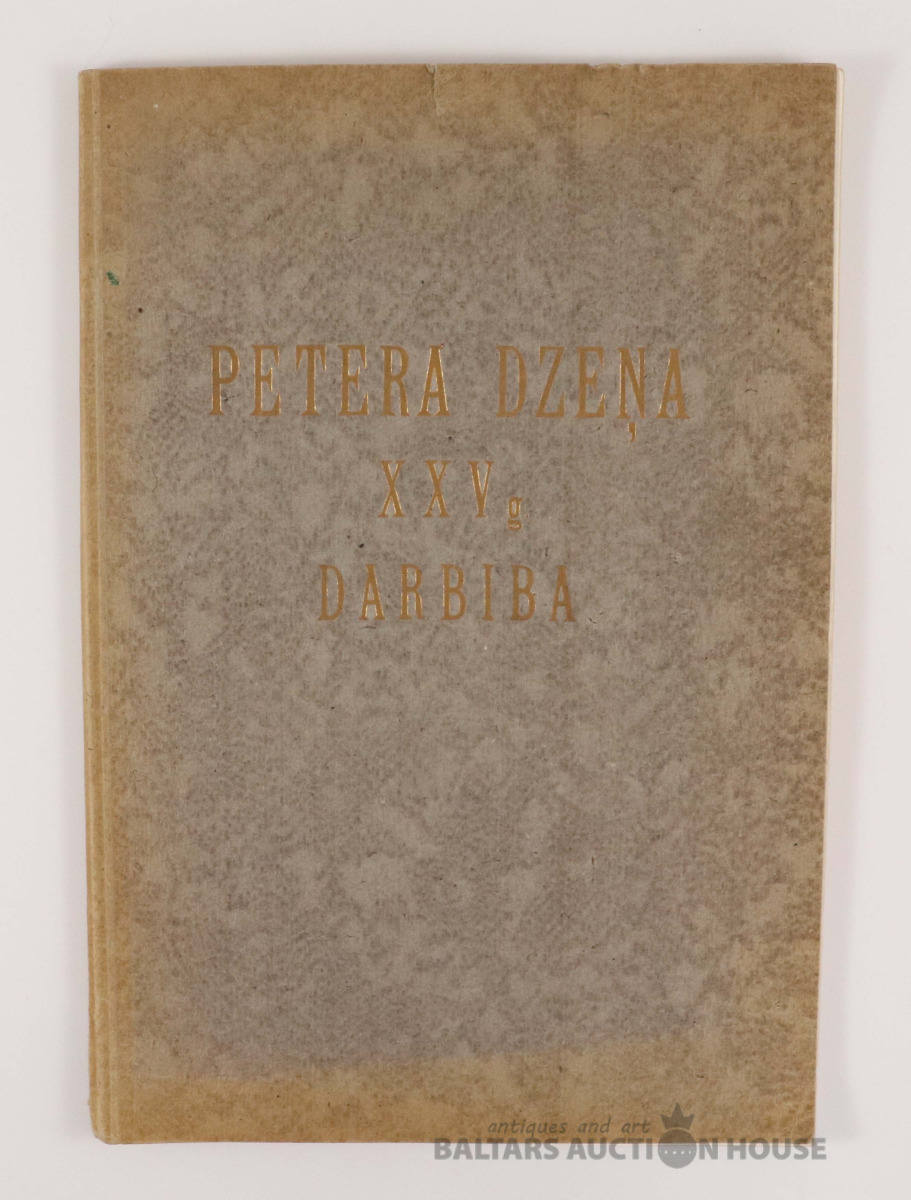 PETERA DZEŅA
XXVg
DARBIBA
antiques and art
BALTARS AUCTION HOUSE